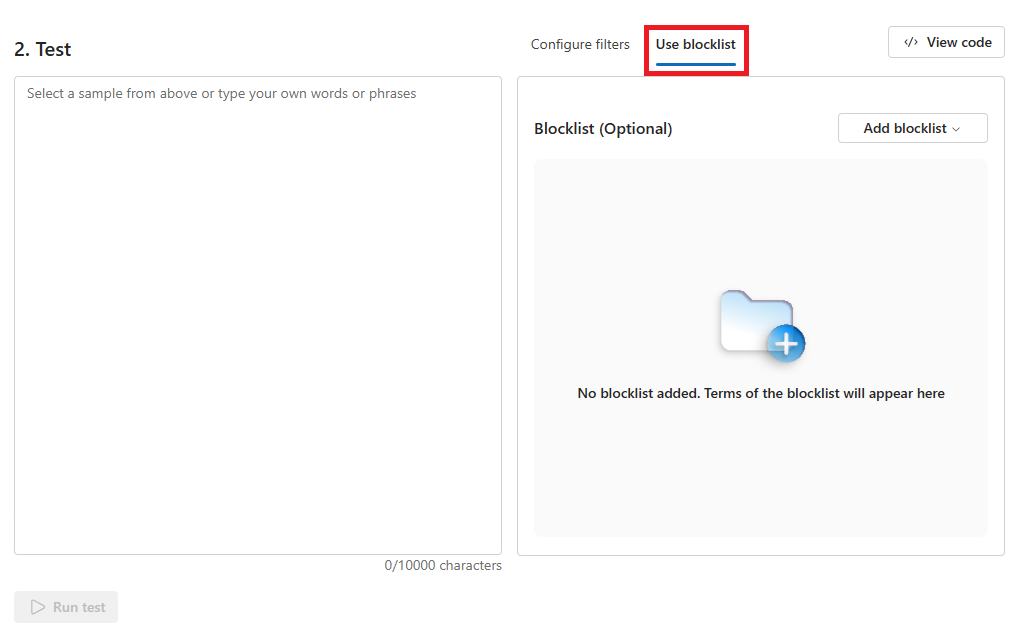 2. Test
Configure filters
Use blocklist
</> View code
Select a sample from above or type your own words or phrases
Blocklist (Optional)
Add blocklist
No blocklist added. Terms of the blocklist will appear here
0/10000 characters
Run test